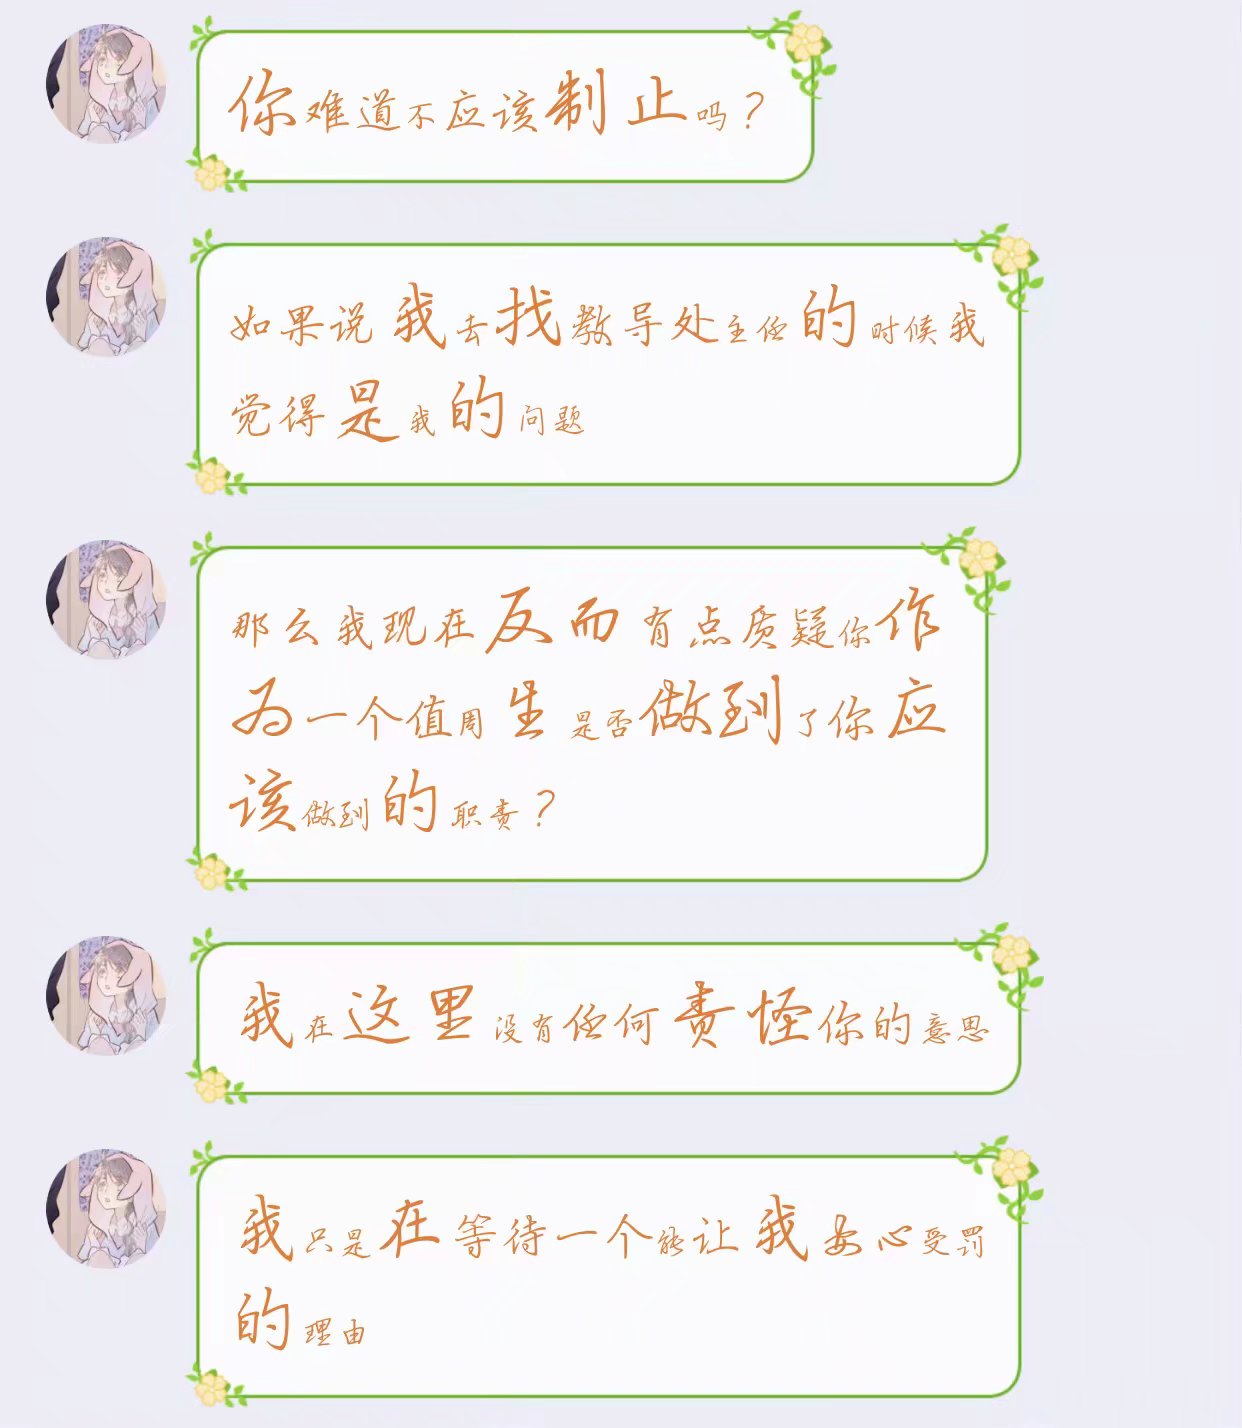 你难道不应该制止吗？
如果说我去找教导处主任的时候我
觉得是我的问题
那么我现在反而有点质疑你作
为一个值周生是否做到了你应
该做到的职责？
我在这里没有任何责怪你的意思
我只是在等待一个能让我安心受罚
的理由